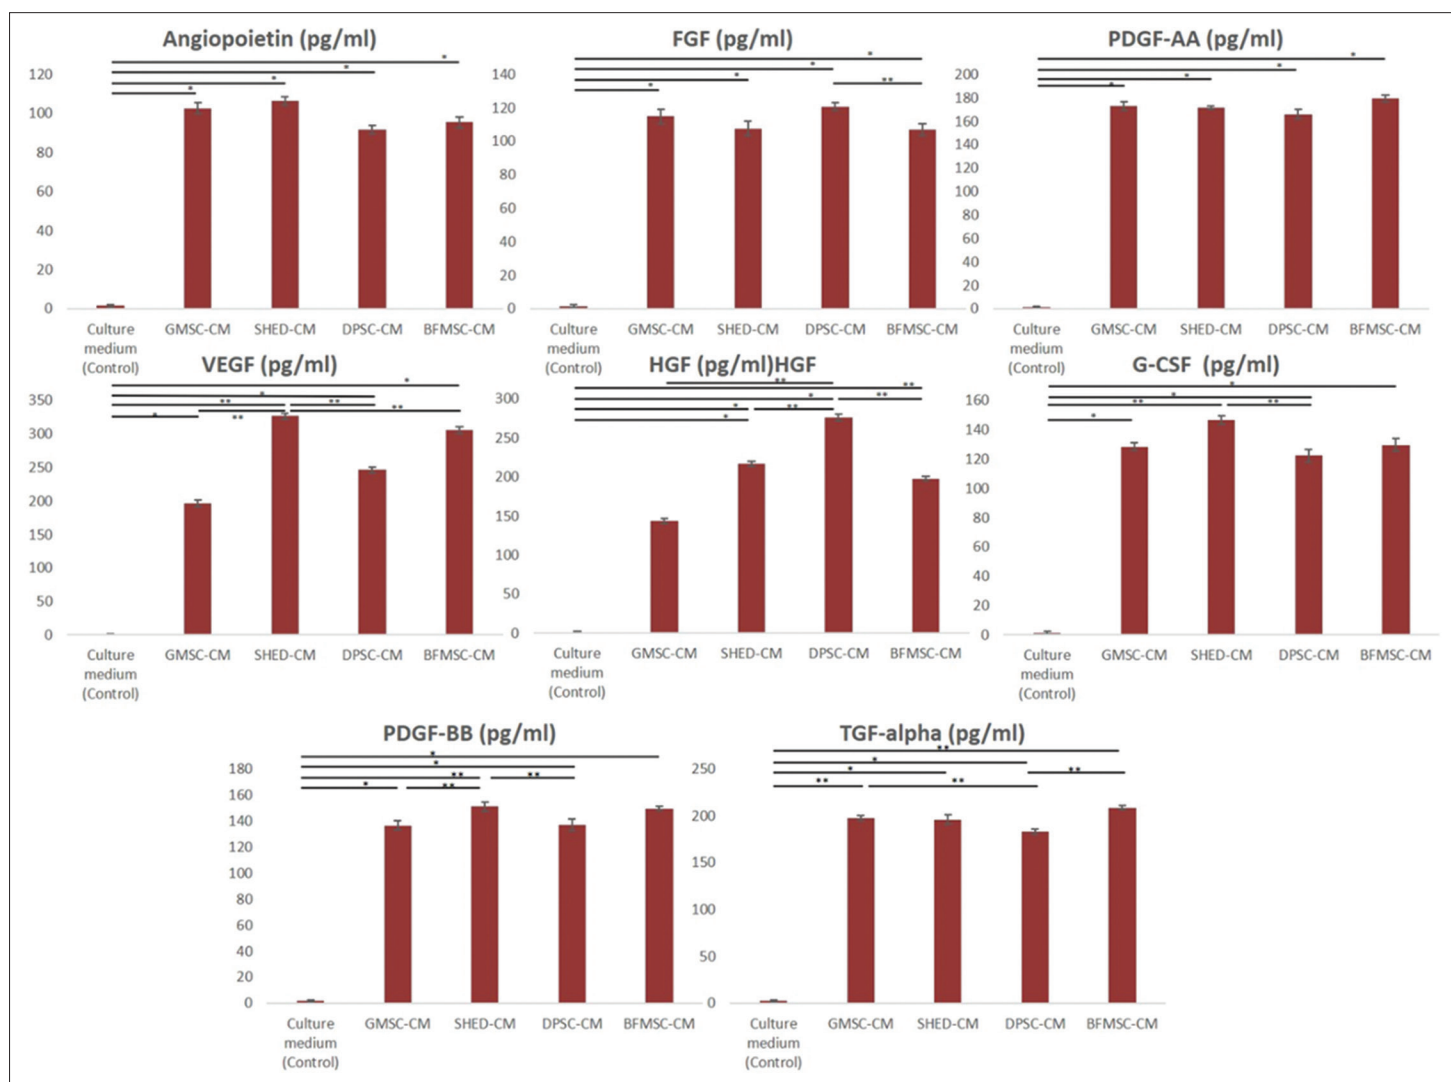 Angiopoietin (pg/ml)
*
*
*
*
120
100
80
60
40
20
0
Culture medium (Control)
GMSC-CM
SHED-CM
DPSC-CM
BFMSC-CM
FGF (pg/ml)
*
*
*
**
*
140
120
100
80
60
40
20
0
Culture medium (Control)
GMSC-CM
SHED-CM
DPSC-CM
BFMSC-CM
PDGF-AA (pg/ml)
*
*
*
*
200
180
160
140
120
100
80
60
40
20
0
Culture medium (Control)
GMSC-CM
SHED-CM
DPSC-CM
BFMSC-CM
VEGF (pg/ml)
*
*
**
**
*
**
**
350
300
250
200
150
100
50
0
Culture medium (Control)
GMSC-CM
SHED-CM
DPSC-CM
BFMSC-CM
HGF (pg/ml)HGF
**
**
*
**
*
**
*
300
250
200
150
100
50
0
Culture medium (Control)
GMSC-CM
SHED-CM
DPSC-CM
BFMSC-CM
G-CSF (pg/ml)
*
*
**
**
*
160
140
120
100
80
60
40
20
0
Culture medium (Control)
GMSC-CM
SHED-CM
DPSC-CM
BFMSC-CM
PDGF-BB (pg/ml)
*
*
**
**
*
**
180
160
140
120
100
80
60
40
20
0
Culture medium (Control)
GMSC-CM
SHED-CM
DPSC-CM
BFMSC-CM
TGF-alpha (pg/ml)
**
*
*
**
**
**
250
200
150
100
50
0
Culture medium (Control)
GMSC-CM
SHED-CM
DPSC-CM
BFMSC-CM